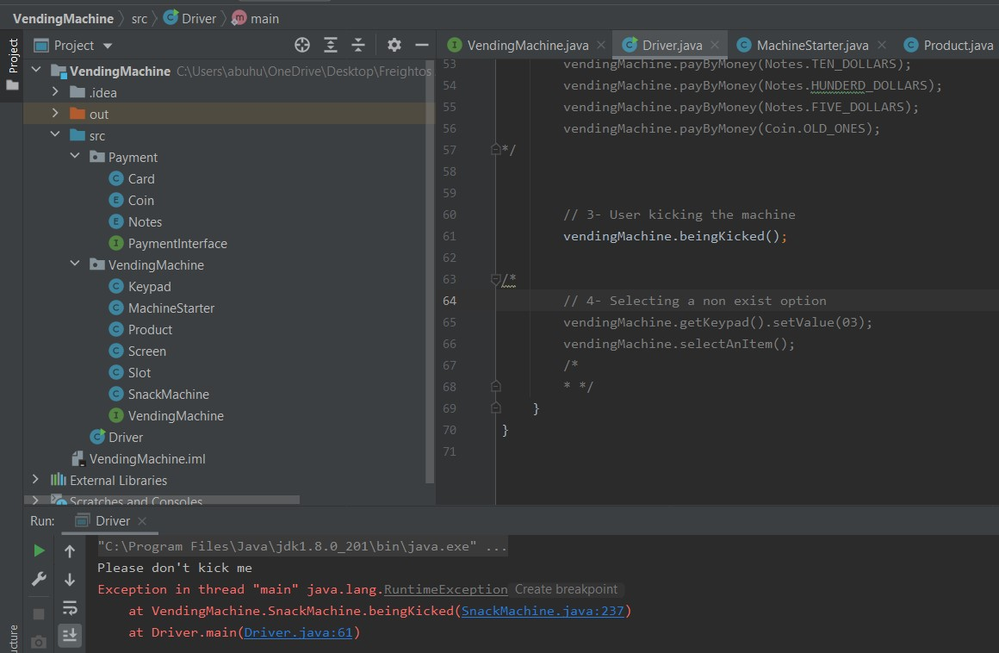 VendingMachine src Driver main
Project
Project
VendingMachine.java Driver.java MachineStarter.java Product.java
VendingMachine C:\Users\abuhu\OneDrive\Desktop\Freightos
.idea
out
src
Payment
Card
Coin
Notes
PaymentInterface
VendingMachine
Keypad
MachineStarter
Product
Screen
Slot
SnackMachine
VendingMachine
Driver
VendingMachine.iml
External Libraries
Scratches and Consoles
53 vendingMachine.payByMoney(Notes.TEN_DOLLARS);
54 vendingMachine.payByMoney(Notes.HUNDERD_DOLLARS);
55 vendingMachine.payByMoney(Notes.FIVE_DOLLARS);
56 vendingMachine.payByMoney(Coin.OLD_ONES);
57 */
58
59
60 // 3- User kicking the machine
61 vendingMachine.beingKicked();
62
63 /*
64 // 4- Selecting a non exist option
65 vendingMachine.getKeypad().setValue(03);
66 vendingMachine.selectAnItem();
67 /*
68 * */
69 }
70 }
71
Run: Driver
"C:\Program Files\Java\jdk1.8.0_201\bin\java.exe" ...
Please don't kick me
Exception in thread "main" java.lang.RuntimeException Create breakpoint
at VendingMachine.SnackMachine.beingKicked(SnackMachine.java:237)
at Driver.main(Driver.java:61)
ucture